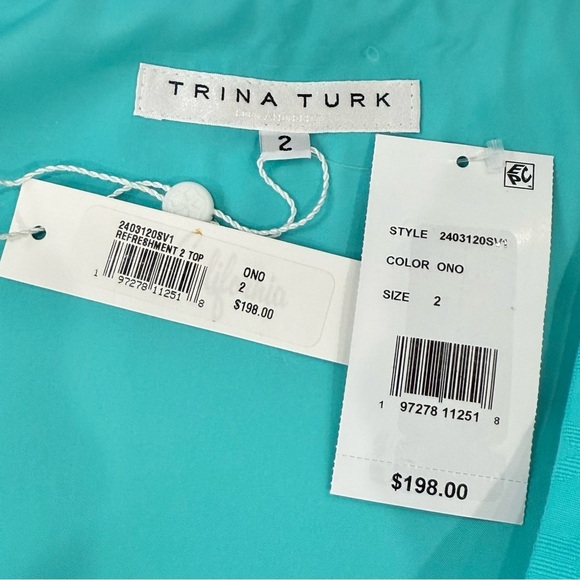 TRINA TURK
2
2403120SV1
REFRESHMENT 2 TOP
ONO
2
$198.00
1 97278 11251 8
EPC
STYLE 2403120SV1
COLOR ONO
SIZE 2
1 97278 11251 8
$198.00